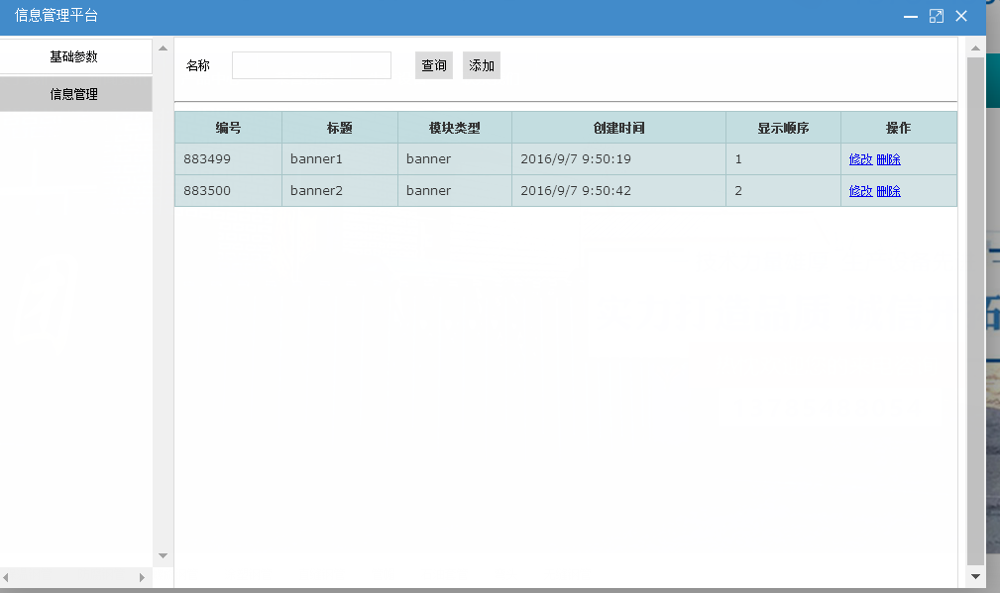 信息管理平台
基础参数
信息管理
名称 查询 添加
编号 标题 模块类型 创建时间 显示顺序 操作
883499 banner1 banner 2016/9/7 9:50:19 1 修改 删除
883500 banner2 banner 2016/9/7 9:50:42 2 修改 删除